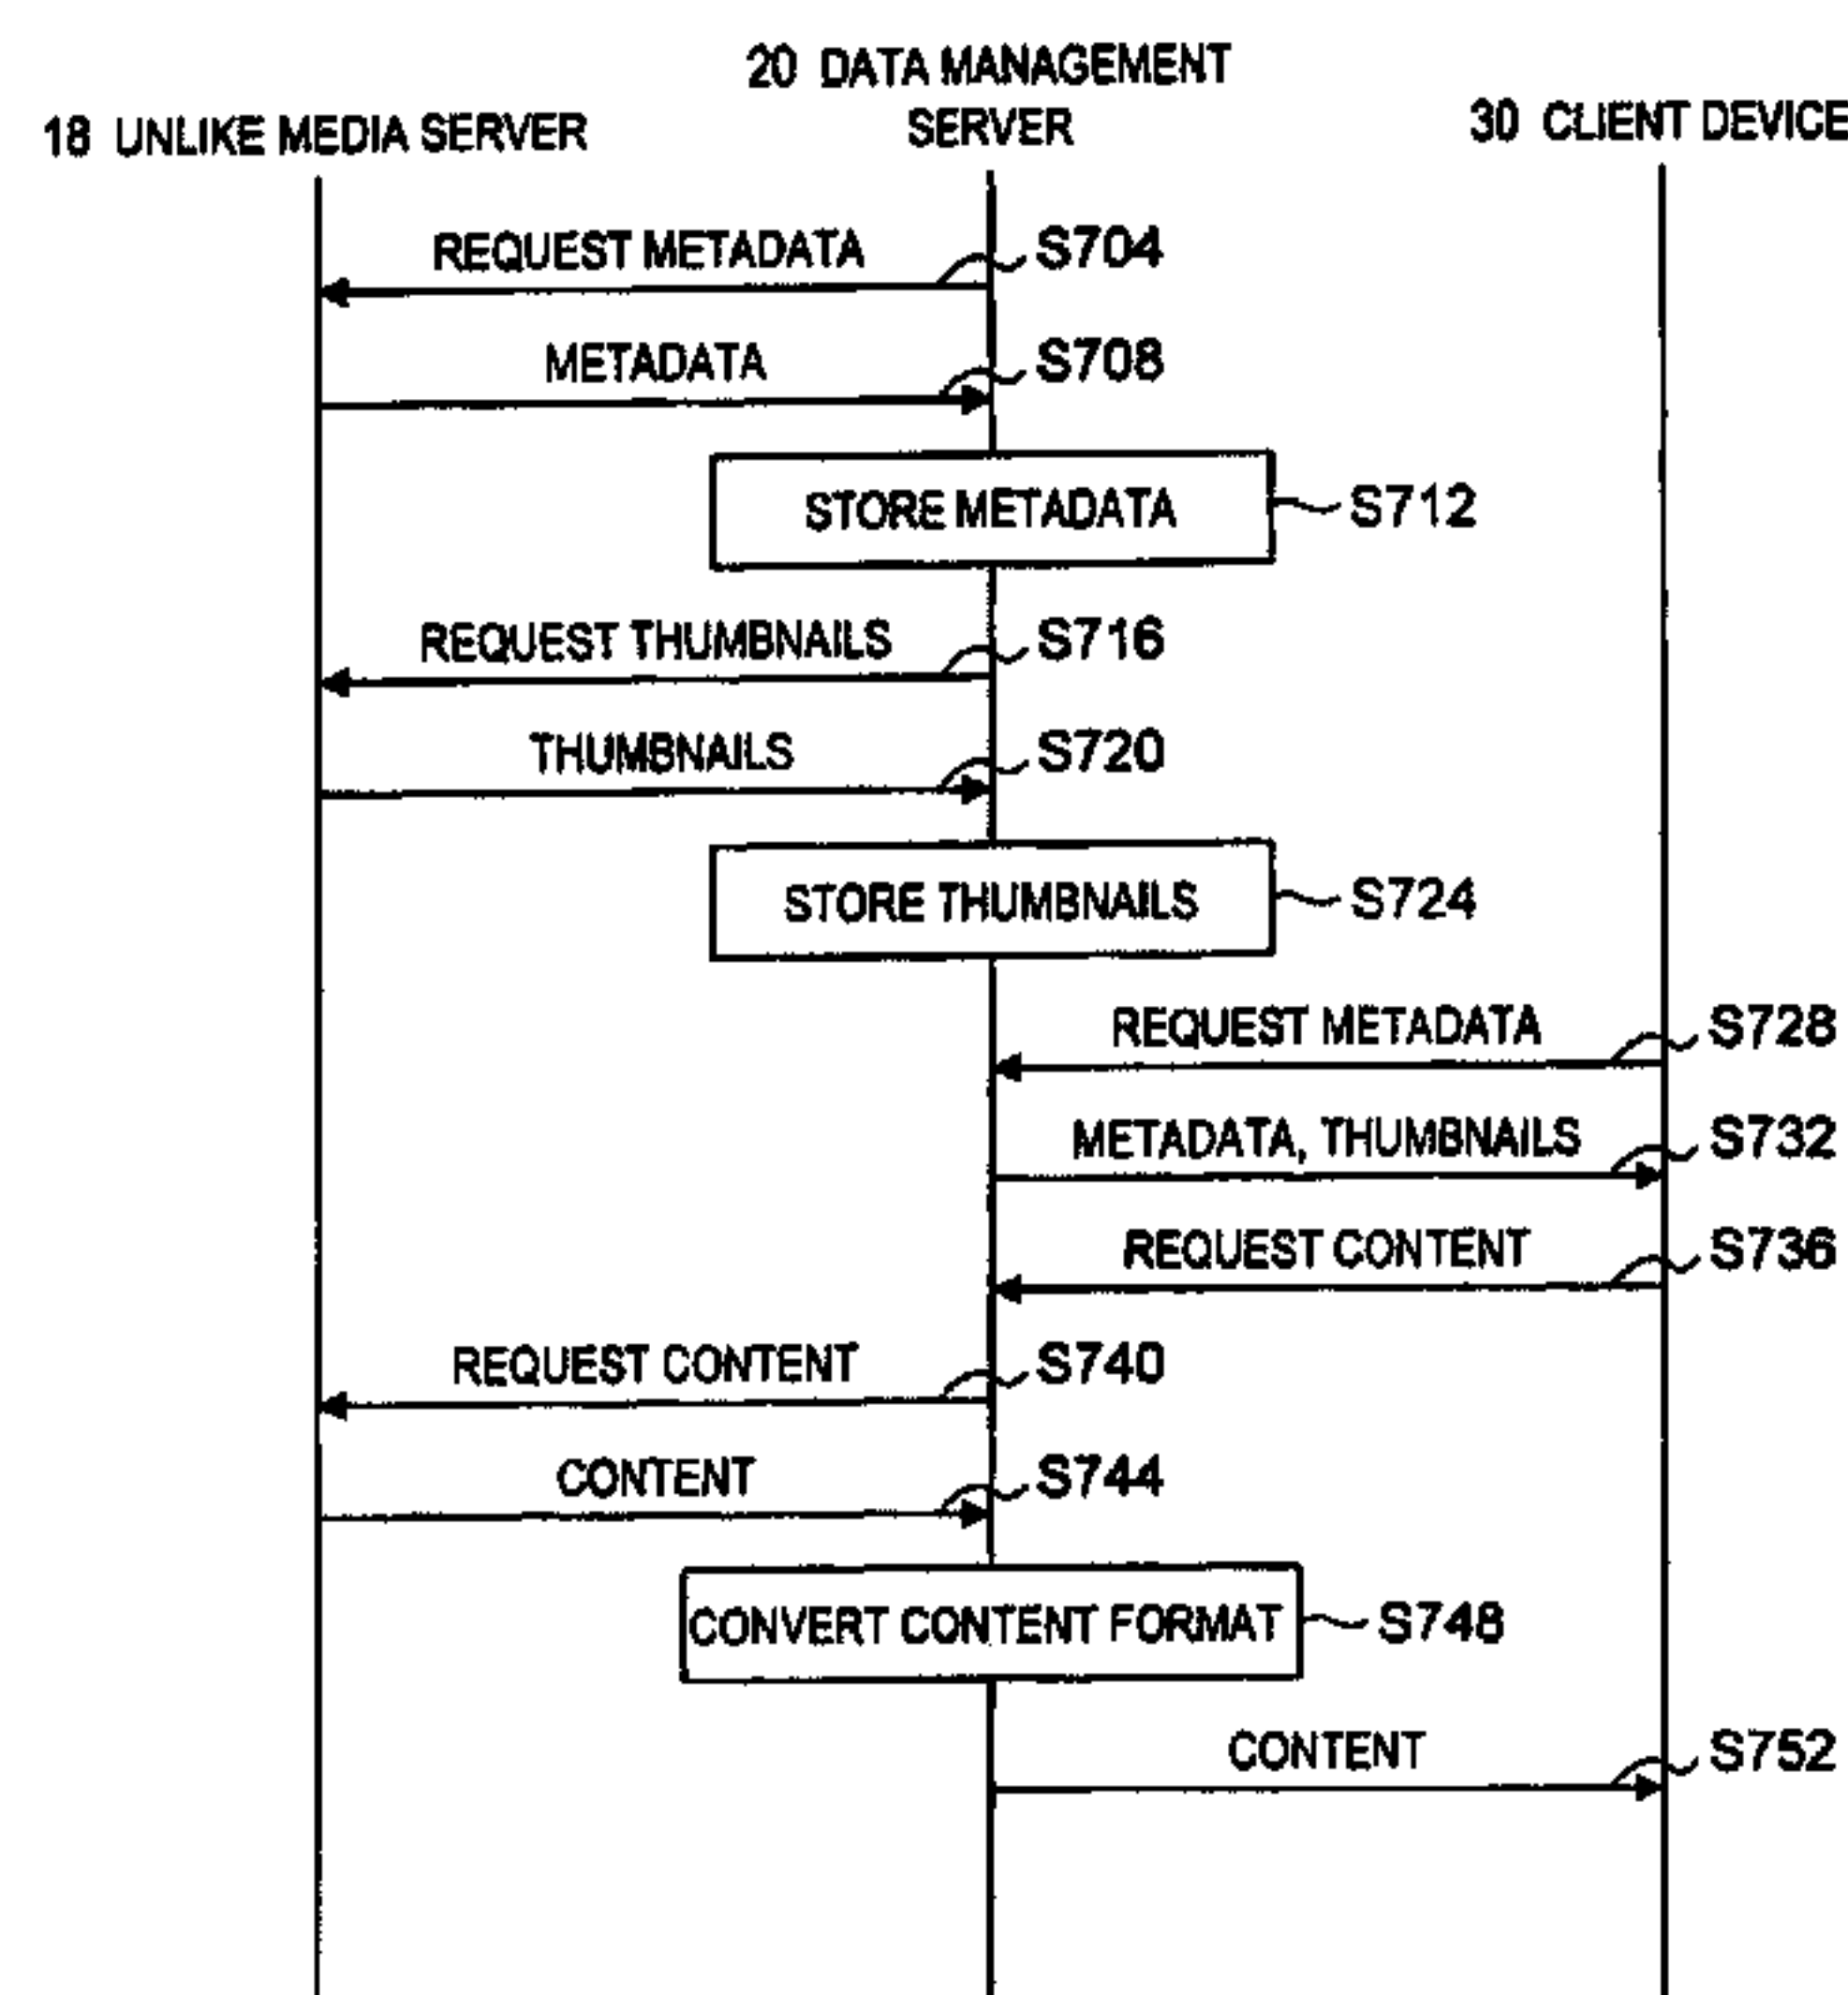 20 DATA MANAGEMENT
SERVER
18 UNLIKE MEDIA SERVER
30 CLIENT DEVICE
REQUEST METADATA
S704
METADATA
S708
STORE METADATA
S712
REQUEST THUMBNAILS
S716
THUMBNAILS
S720
STORE THUMBNAILS
S724
REQUEST METADATA
S728
METADATA, THUMBNAILS
S732
REQUEST CONTENT
S736
REQUEST CONTENT
S740
CONTENT
S744
CONVERT CONTENT FORMAT
S748
CONTENT
S752